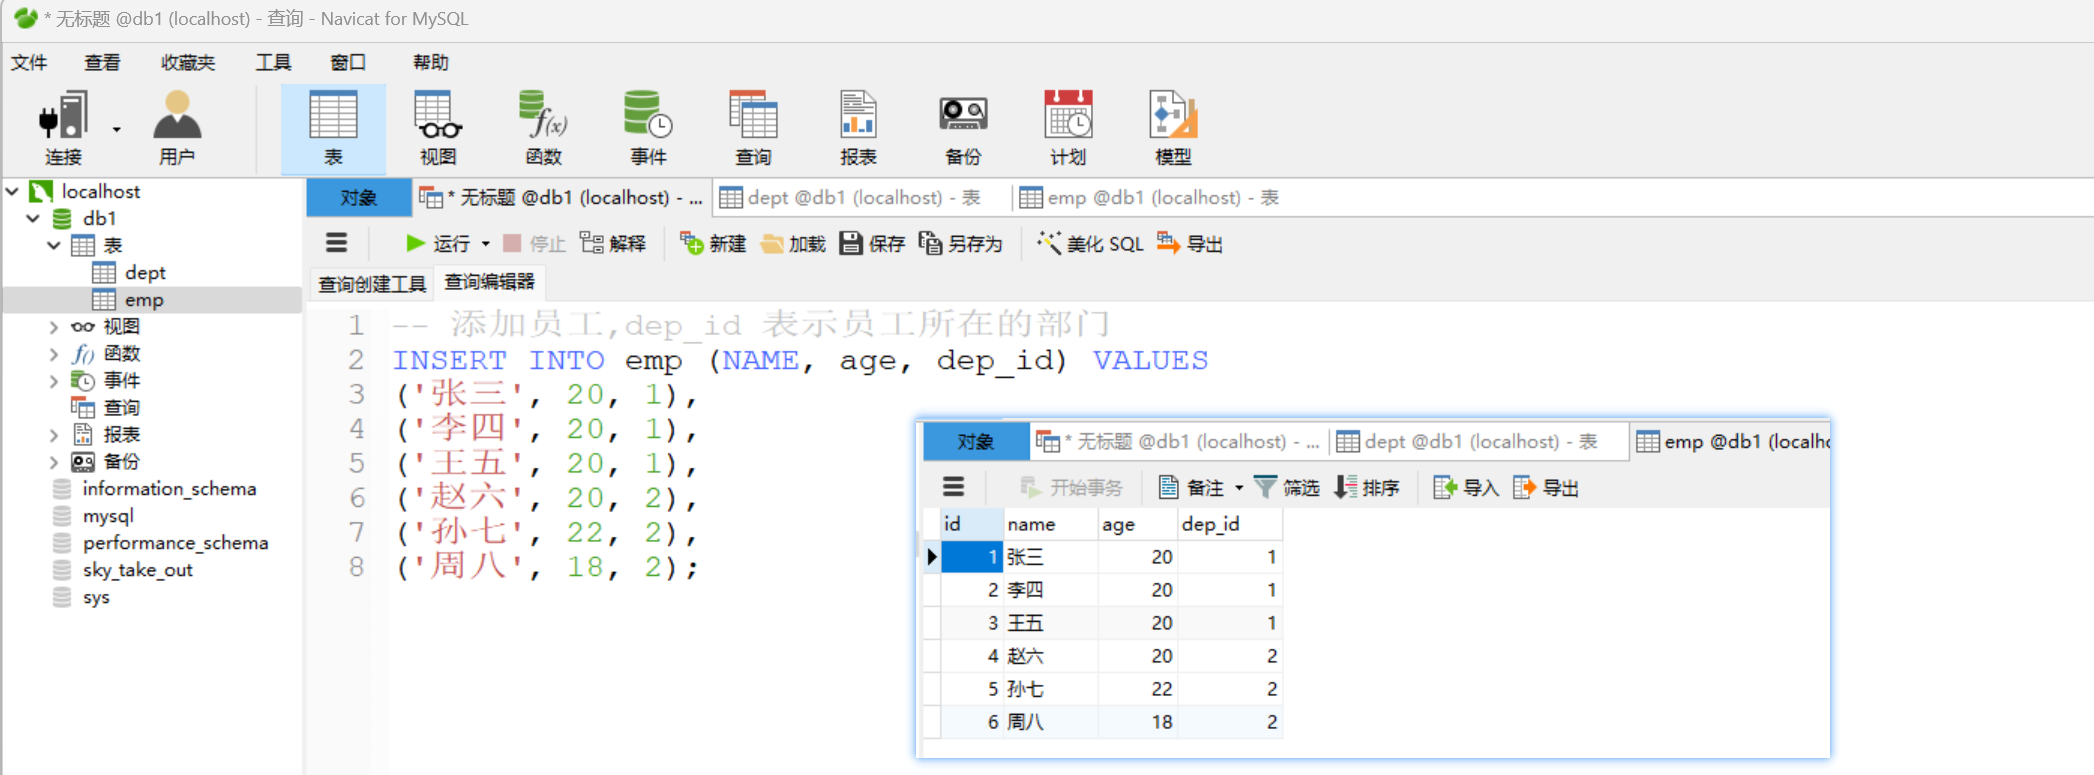 * 无标题 @db1 (localhost) - 查询 - Navicat for MySQL
文件 查看 收藏夹 工具 窗口 帮助
连接 用户 表 视图 函数 事件 查询 报表 备份 计划 模型
localhost
db1
表
dept
emp
视图
函数
事件
查询
报表
备份
information_schema
mysql
performance_schema
sky_take_out
sys
对象 * 无标题 @db1 (localhost) - ... dept @db1 (localhost) - 表 emp @db1 (localhost) - 表
运行 停止 解释 新建 加载 保存 另存为 美化 SQL 导出
查询创建工具 查询编辑器
1 -- 添加员工,dep_id 表示员工所在的部门
2 INSERT INTO emp (NAME, age, dep_id) VALUES
3 ('张三', 20, 1),
4 ('李四', 20, 1),
5 ('王五', 20, 1),
6 ('赵六', 20, 2),
7 ('孙七', 22, 2),
8 ('周八', 18, 2);
对象 * 无标题 @db1 (localhost) - ... dept @db1 (localhost) - 表 emp @db1 (localho
开始事务 备注 筛选 排序 导入 导出
id name age dep_id
1 张三 20 1
2 李四 20 1
3 王五 20 1
4 赵六 20 2
5 孙七 22 2
6 周八 18 2